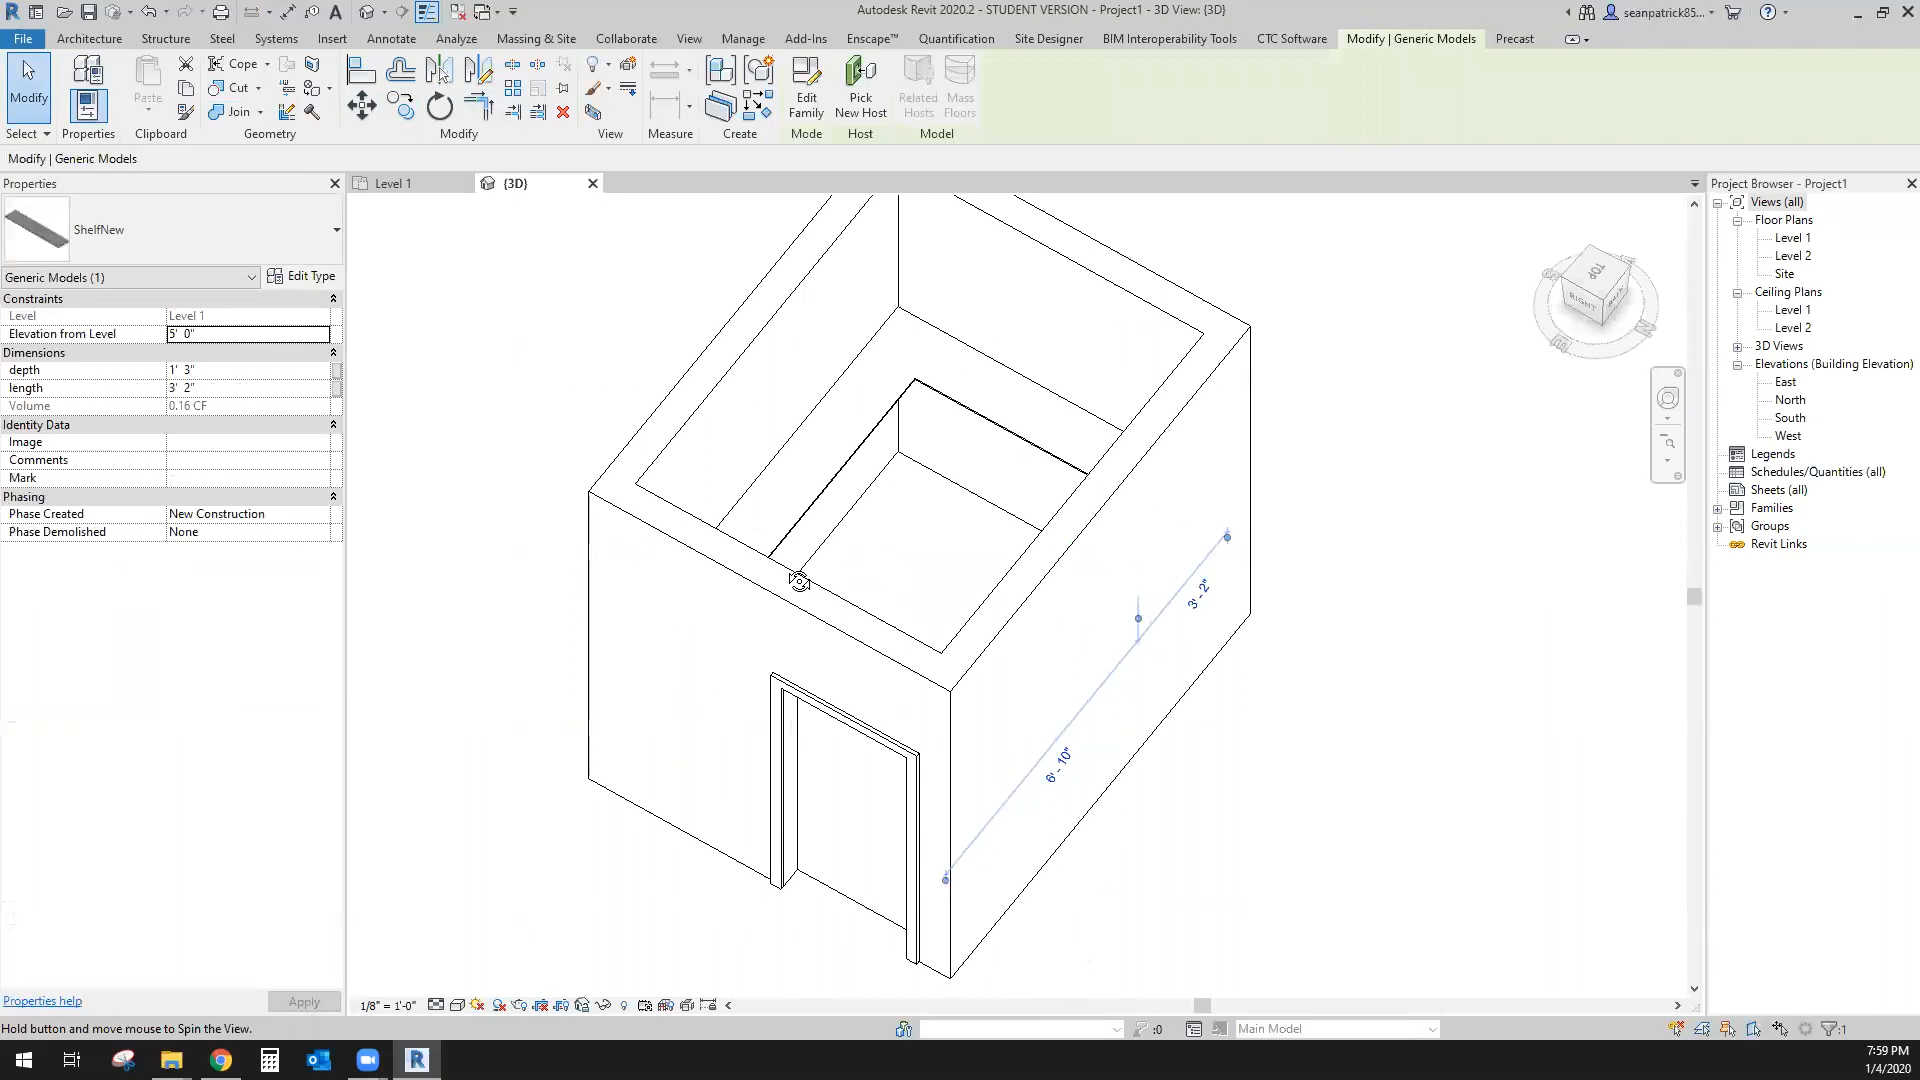 Autodesk Revit 2020.2 - STUDENT VERSION - Project1 - 3D View: {3D}
seanpatrick85...
File Architecture Structure Steel Systems Insert Annotate Analyze Massing & Site Collaborate View Manage Add-Ins Enscape™ Quantification Site Designer BIM Interoperability Tools CTC Software Modify | Generic Models Precast
Modify
Paste
Cope
Cut
Join
Edit Family
Pick New Host
Related Hosts
Mass Floors
Select Properties Clipboard Geometry Modify View Measure Create Mode Host Model
Modify | Generic Models
Properties
ShelfNew
Generic Models (1) Edit Type
Constraints
Level Level 1
Elevation from Level 5' 0"
Dimensions
depth 1' 3"
length 3' 2"
Volume 0.16 CF
Identity Data
Image
Comments
Mark
Phasing
Phase Created New Construction
Phase Demolished None
Properties help Apply
Level 1 {3D}
TOP
RIGHT
BACK
3' - 2"
6' - 10"
1/8" = 1'-0"
Project Browser - Project1
Views (all)
Floor Plans
Level 1
Level 2
Site
Ceiling Plans
Level 1
Level 2
3D Views
Elevations (Building Elevation)
East
North
South
West
Legends
Schedules/Quantities (all)
Sheets (all)
Families
Groups
Revit Links
Hold button and move mouse to Spin the View.
:0
Main Model
:1
7:59 PM
1/4/2020